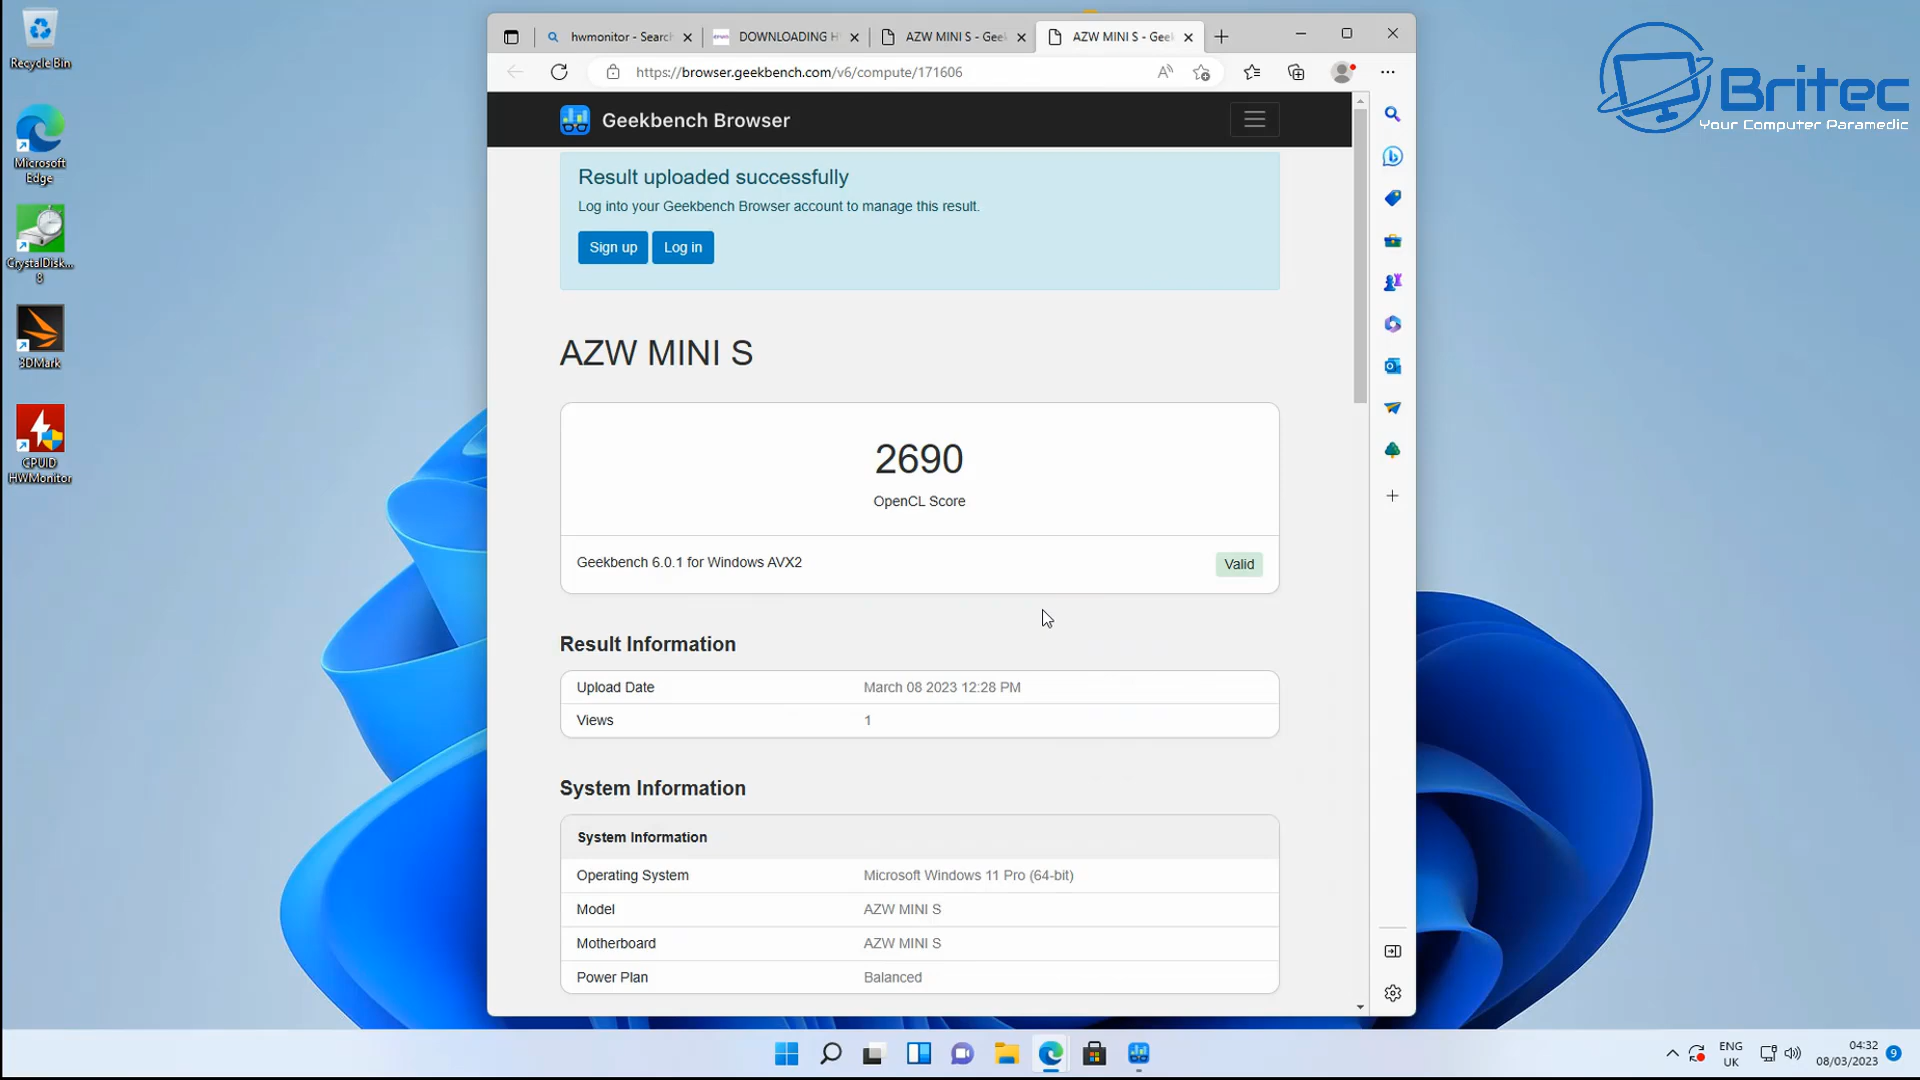 Recycle Bin
Microsoft
Edge
CrystalDisk...
8
3DMark
CPUID
HWMonitor
hwmonitor - Search
DOWNLOADING H
AZW MINI S - Geek
AZW MINI S - Geek
https://browser.geekbench.com/v6/compute/171606
Geekbench Browser
Result uploaded successfully
Log into your Geekbench Browser account to manage this result.
Sign up
Log in
AZW MINI S
2690
OpenCL Score
Geekbench 6.0.1 for Windows AVX2
Valid
Result Information
Upload Date March 08 2023 12:28 PM
Views 1
System Information
System Information
Operating System Microsoft Windows 11 Pro (64-bit)
Model AZW MINI S
Motherboard AZW MINI S
Power Plan Balanced
Britec
Your Computer Paramedic
ENG
UK
04:32
08/03/2023
9